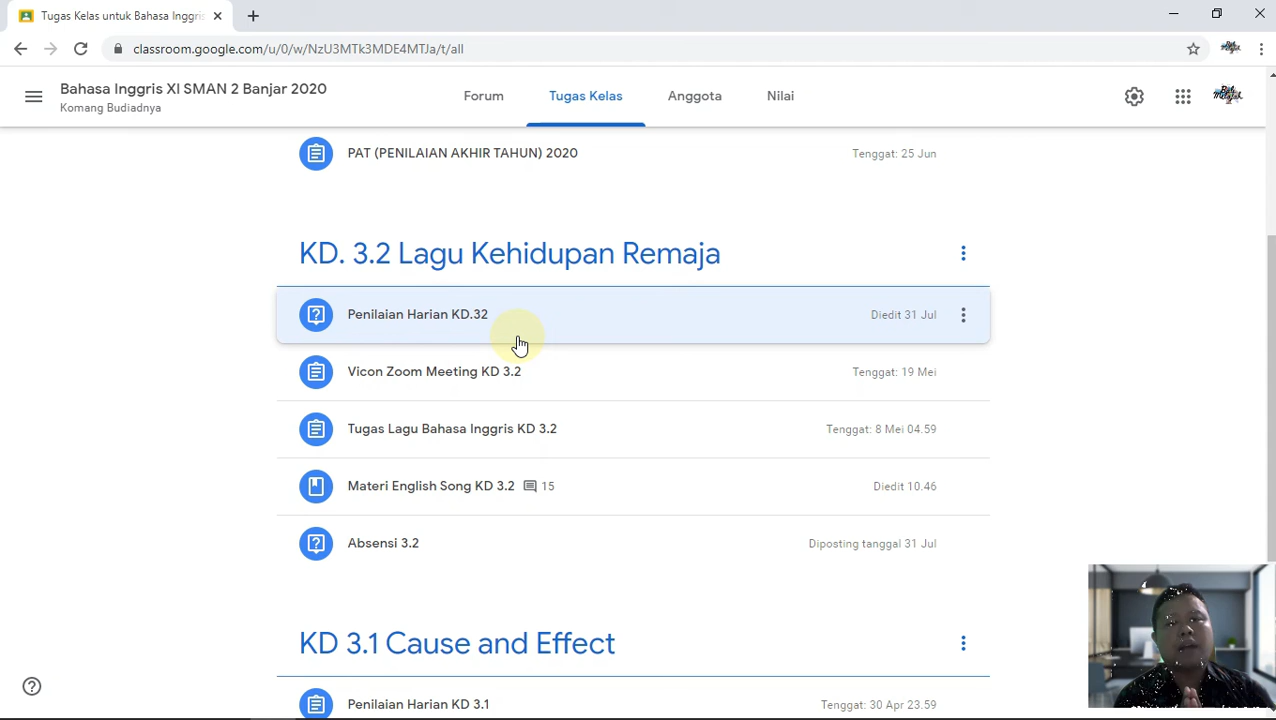 Tugas Kelas untuk Bahasa Inggris
classroom.google.com/u/0/w/NzU3MTk3MDE4MTJa/t/all
Bahasa Inggris XI SMAN 2 Banjar 2020
Komang Budiadnya
Forum
Tugas Kelas
Anggota
Nilai
PAT (PENILAIAN AKHIR TAHUN) 2020 Tenggat: 25 Jun
KD. 3.2 Lagu Kehidupan Remaja
Penilaian Harian KD.32 Diedit 31 Jul
Vicon Zoom Meeting KD 3.2 Tenggat: 19 Mei
Tugas Lagu Bahasa Inggris KD 3.2 Tenggat: 8 Mei 04.59
Materi English Song KD 3.2 15 Diedit 10.46
Absensi 3.2 Diposting tanggal 31 Jul
KD 3.1 Cause and Effect
Penilaian Harian KD 3.1 Tenggat: 30 Apr 23.59